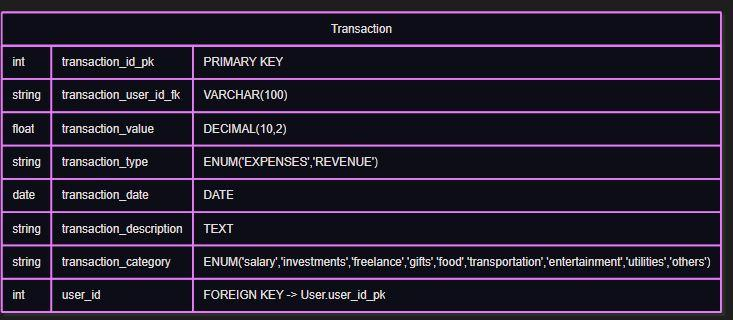 Transaction
int transaction_id_pk PRIMARY KEY
string transaction_user_id_fk VARCHAR(100)
float transaction_value DECIMAL(10,2)
string transaction_type ENUM('EXPENSES','REVENUE')
date transaction_date DATE
string transaction_description TEXT
string transaction_category ENUM('salary','investments','freelance','gifts','food','transportation','entertainment','utilities','others')
int user_id FOREIGN KEY -> User.user_id_pk